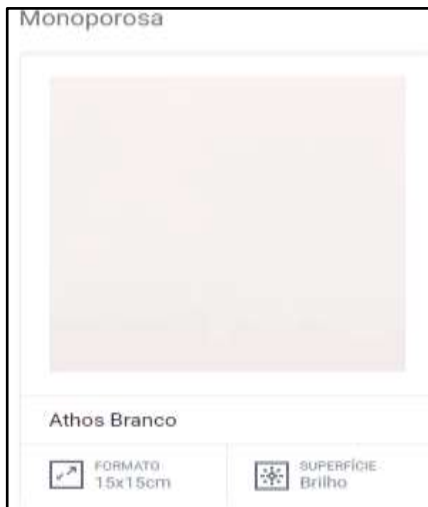 Monoporosa
Athos Branco
FORMATO
15x15cm
SUPERFÍCIE
Brilho